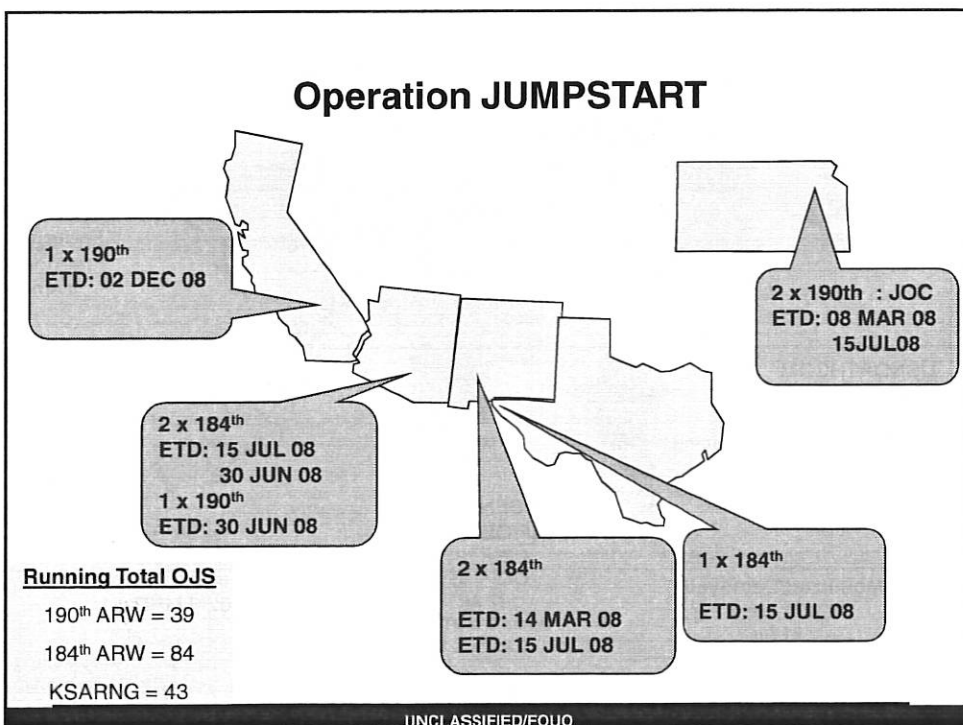 Operation JUMPSTART
1 x 190th
ETD: 02 DEC 08
2 x 190th : JOC
ETD: 08 MAR 08
15JUL08
2 x 184th
ETD: 15 JUL 08
30 JUN 08
1 x 190th
ETD: 30 JUN 08
2 x 184th
ETD: 14 MAR 08
ETD: 15 JUL 08
1 x 184th
ETD: 15 JUL 08
Running Total OJS
190th ARW = 39
184th ARW = 84
KSARNG = 43
UNCLASSIFIED/FOUO